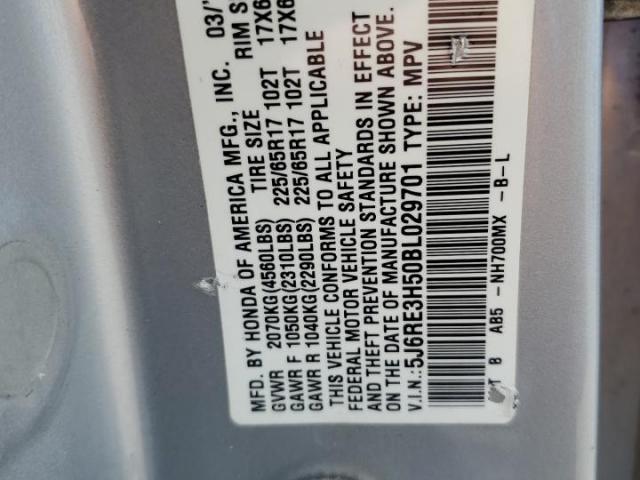 MFD. BY HONDA OF AMERICA MFG., INC. 03/
TIRE SIZE RIM S
GVWR 2070KG(4560LBS) 225/65R17 102T 17X6
GAWR F 1050KG(2310LBS) 225/65R17 102T 17X6
GAWR R 1040KG(2290LBS)
THIS VEHICLE CONFORMS TO ALL APPLICABLE
FEDERAL MOTOR VEHICLE SAFETY
AND THEFT PREVENTION STANDARDS IN EFFECT
ON THE DATE OF MANUFACTURE SHOWN ABOVE.
V.I.N.: 5J6RE3H50BL029701 TYPE: MPV
B AB5 -NH700MX -B-L